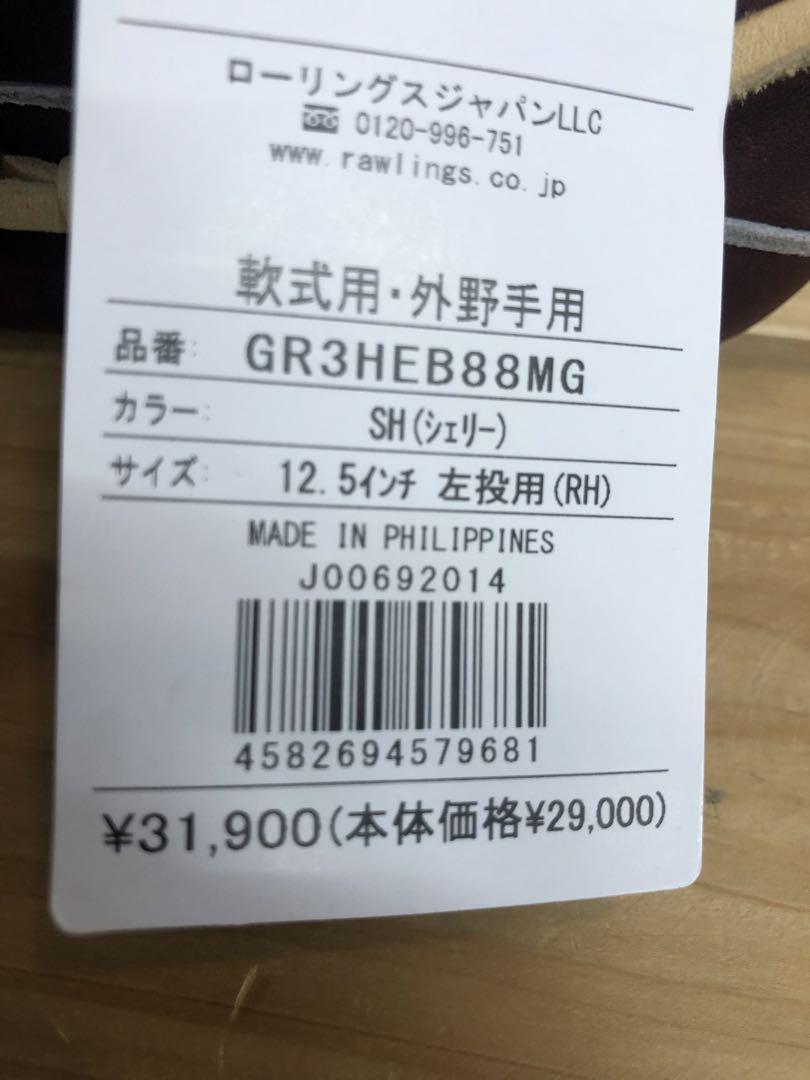 ローリングスジャパンLLC
0120-996-751
www.rawlings.co.jp
軟式用・外野手用
品番: GR3HEB88MG
カラー: SH(シェリー)
サイズ: 12.5インチ 左投用(RH)
MADE IN PHILIPPINES
J00692014
4582694579681
¥31,900(本体価格¥29,000)